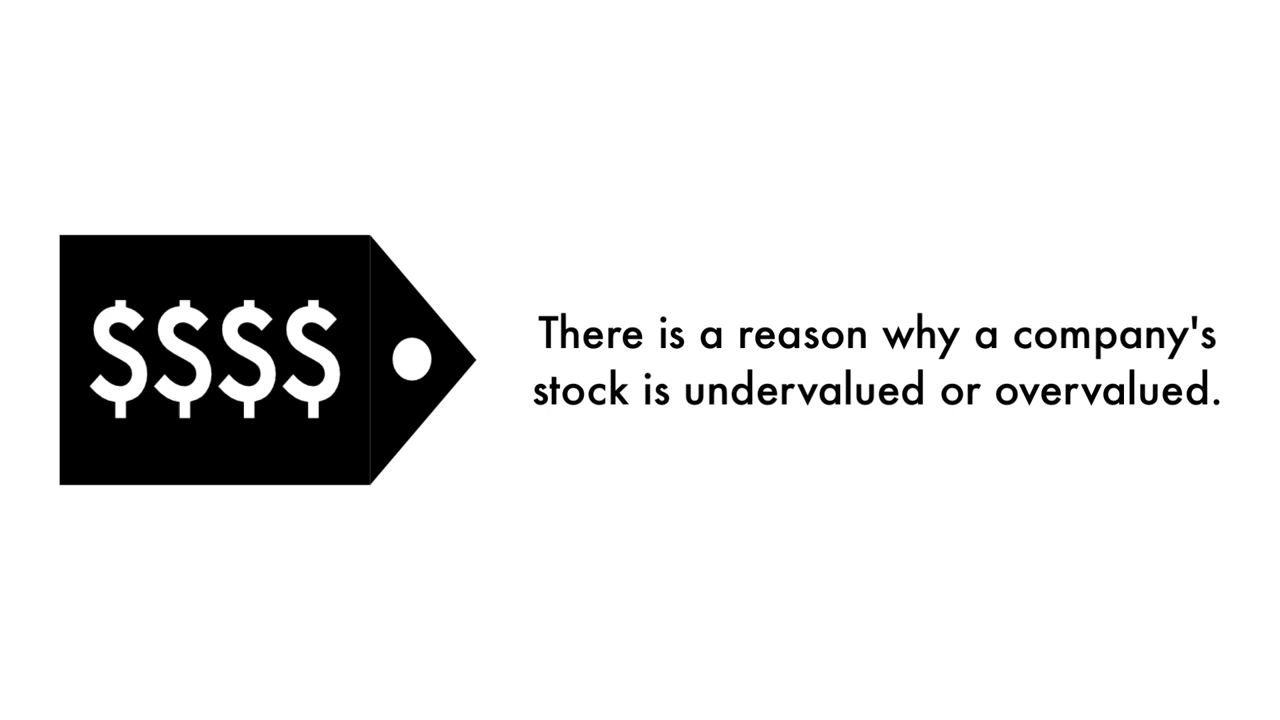 $$$$
There is a reason why a company's
stock is undervalued or overvalued.